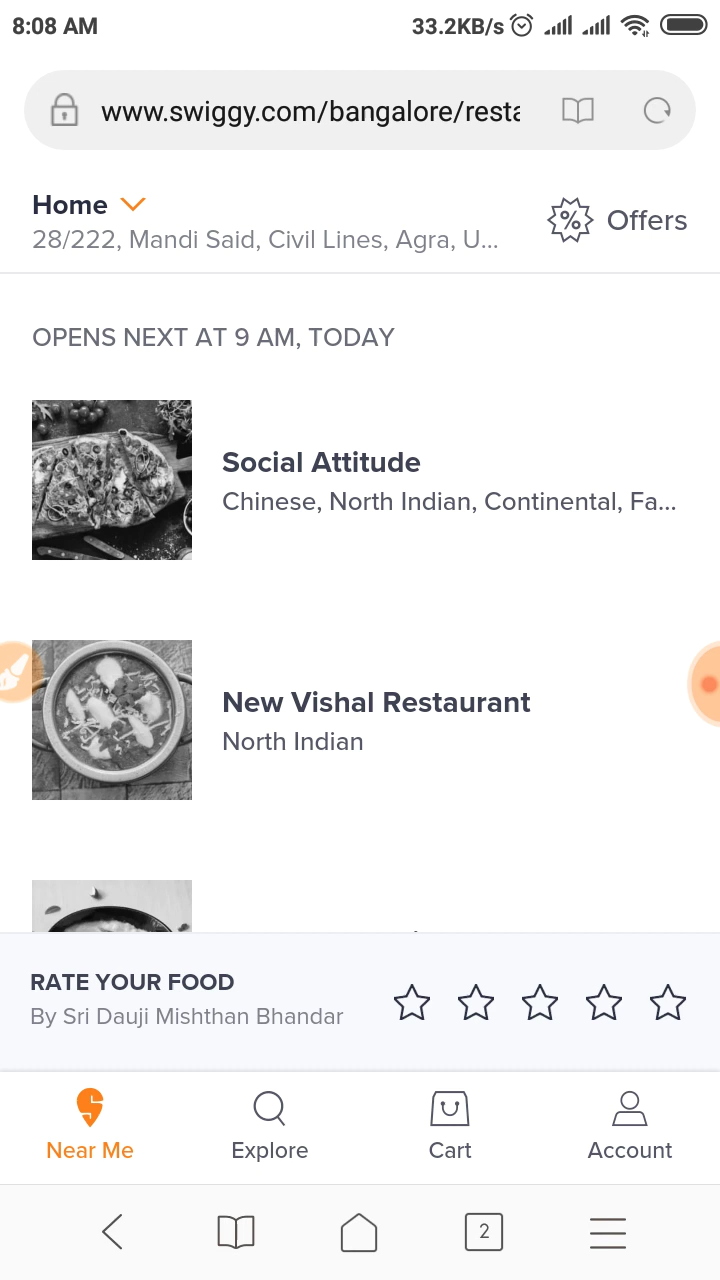 8:08 AM
33.2KB/s
www.swiggy.com/bangalore/resta
Home
28/222, Mandi Said, Civil Lines, Agra, U...
Offers
OPENS NEXT AT 9 AM, TODAY
Social Attitude
Chinese, North Indian, Continental, Fa...
New Vishal Restaurant
North Indian
RATE YOUR FOOD
By Sri Dauji Mishthan Bhandar
Near Me
Explore
Cart
Account
2